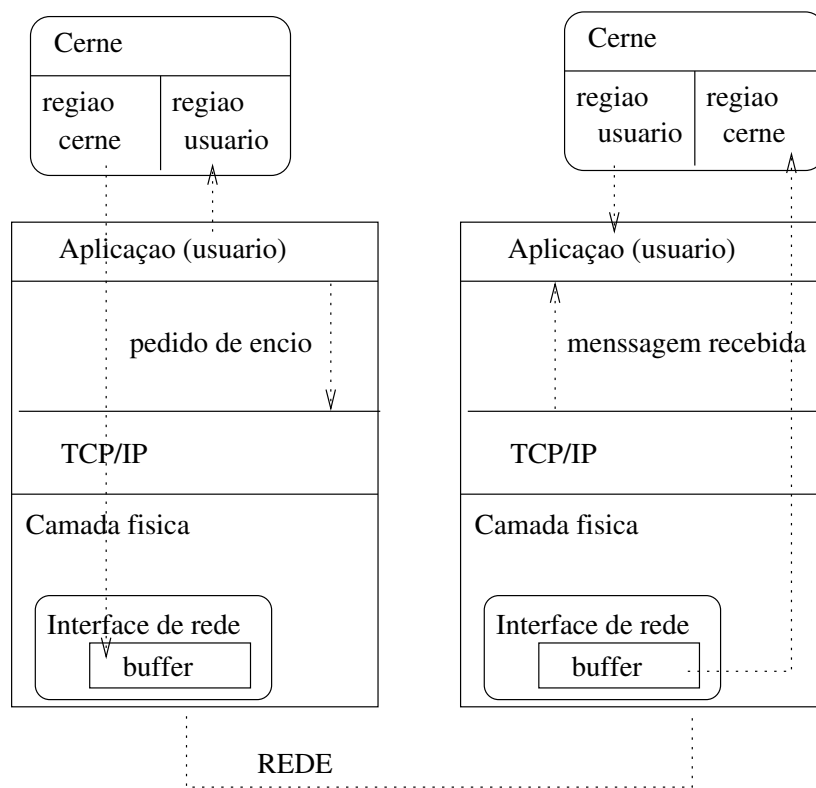 Cerne
regiao
cerne
regiao
usuario
Aplicaçao (usuario)
pedido de encio
TCP/IP
Camada fisica
Interface de rede
buffer
Cerne
regiao
usuario
regiao
cerne
Aplicaçao (usuario)
menssagem recebida
TCP/IP
Camada fisica
Interface de rede
buffer
REDE